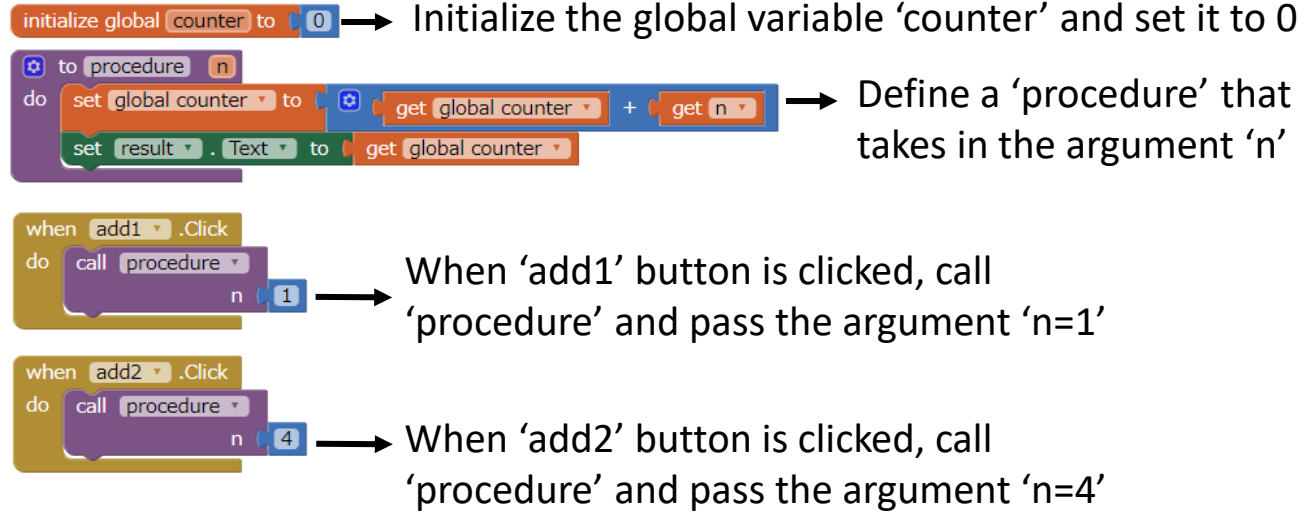 initialize global counter to 0
Initialize the global variable ‘counter’ and set it to 0
to procedure n
do set global counter to get global counter + get n
set result . Text to get global counter
Define a ‘procedure’ that
takes in the argument ‘n’
when add1 .Click
do call procedure
n 1
When ‘add1’ button is clicked, call
‘procedure’ and pass the argument ‘n=1’
when add2 .Click
do call procedure
n 4
When ‘add2’ button is clicked, call
‘procedure’ and pass the argument ‘n=4’